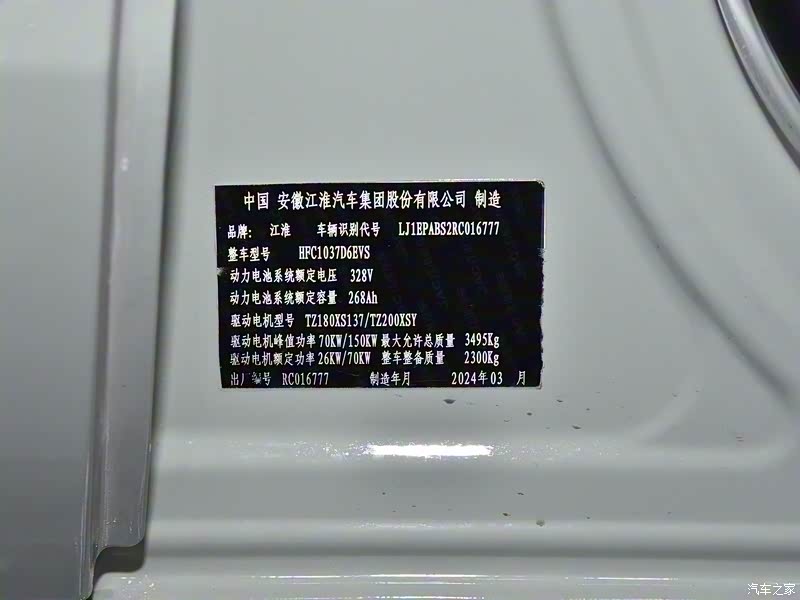 中国 安徽江淮汽车集团股份有限公司 制造
品牌: 江淮 车辆识别代号 LJ1EPABS2RC016777
整车型号 HFC1037D6EVS
动力电池系统额定电压 328V
动力电池系统额定容量 268Ah
驱动电机型号 TZ180XS137/TZ200XSY
驱动电机峰值功率 70KW/150KW 最大允许总质量 3495Kg
驱动电机额定功率 26KW/70KW 整车整备质量 2300Kg
出厂编号 RC016777 制造年月 2024年03 月
汽车之家